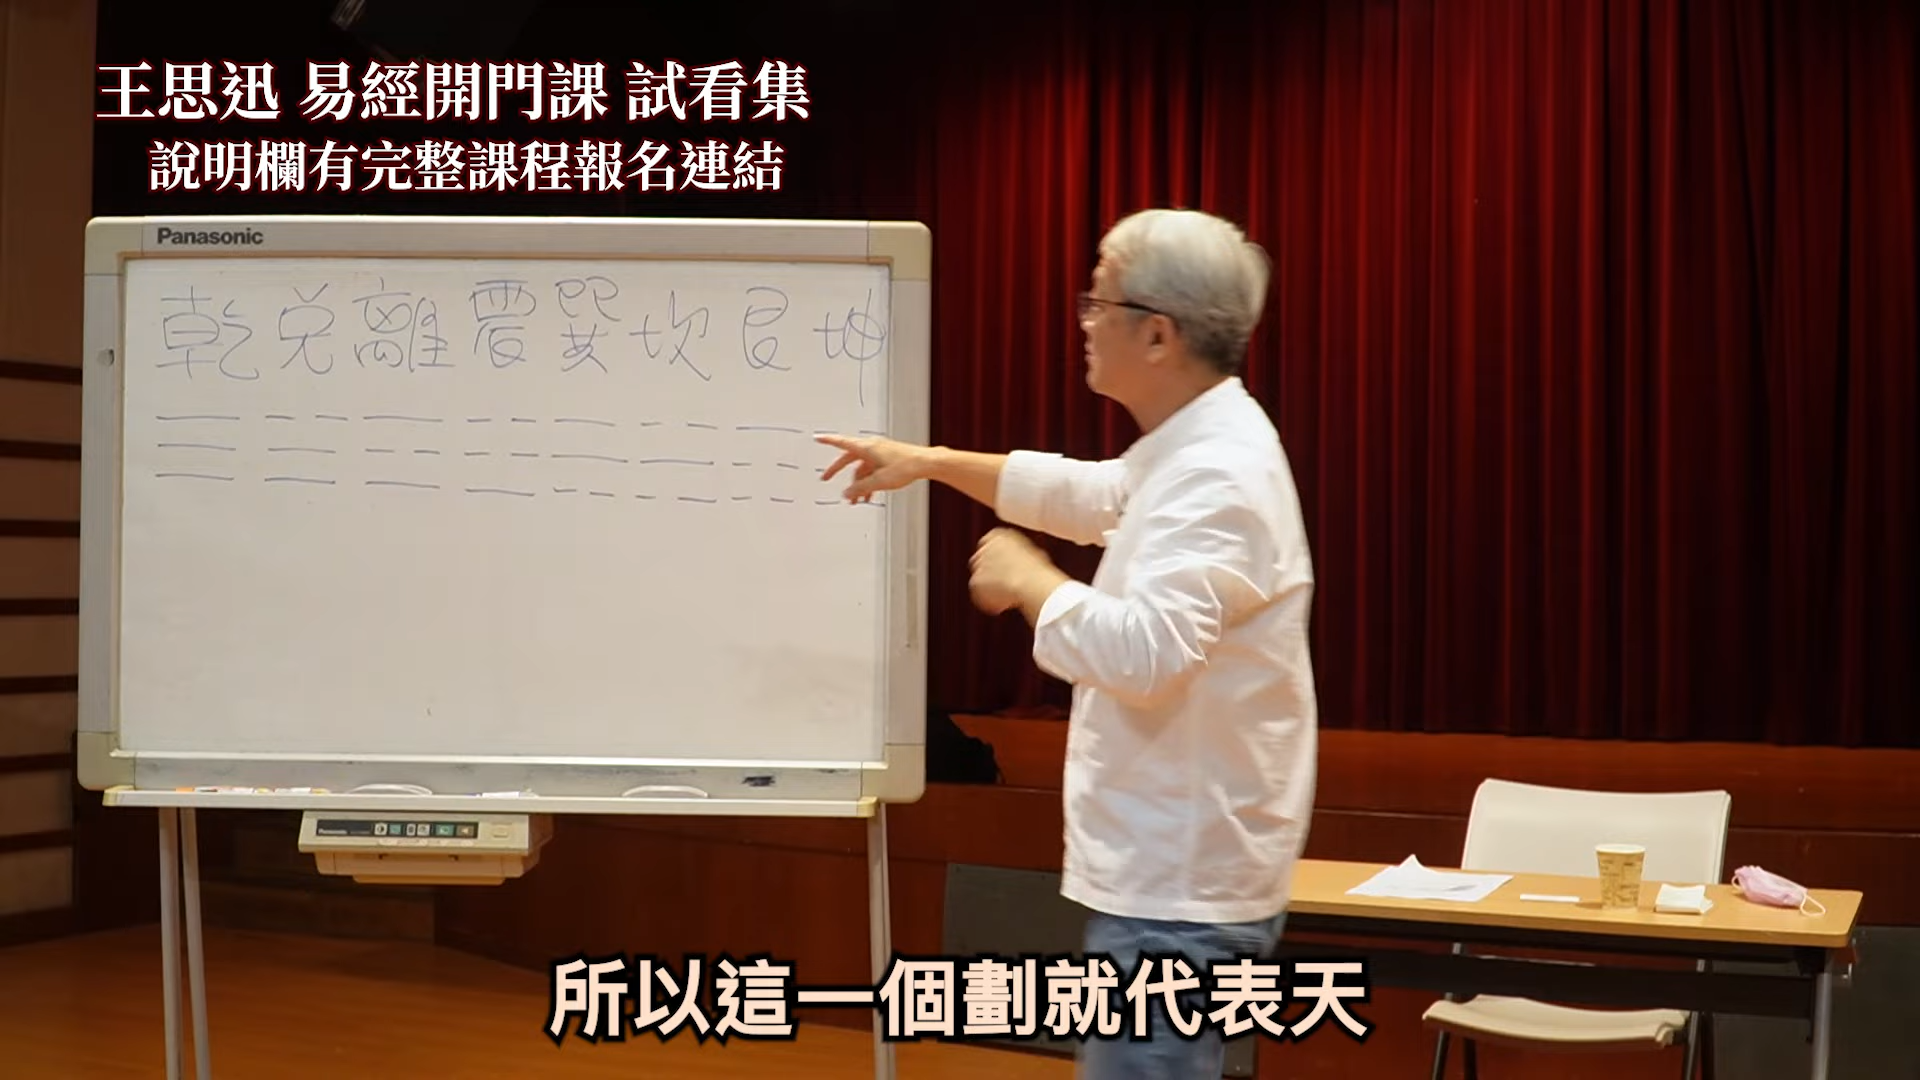 王思迅 易經開門課 試看集
說明欄有完整課程報名連結
Panasonic
乾兌離震巽坎艮坤
所以這一個劃就代表天